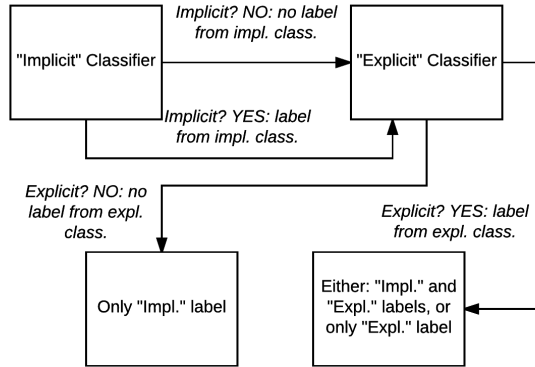 Implicit? NO: no label
from impl. class.
"Implicit" Classifier
"Explicit" Classifier
Implicit? YES: label
from impl. class.
Explicit? NO: no
label from expl.
class.
Explicit? YES: label
from expl. class.
Only "Impl." label
Either: "Impl." and
"Expl." labels, or
only "Expl." label